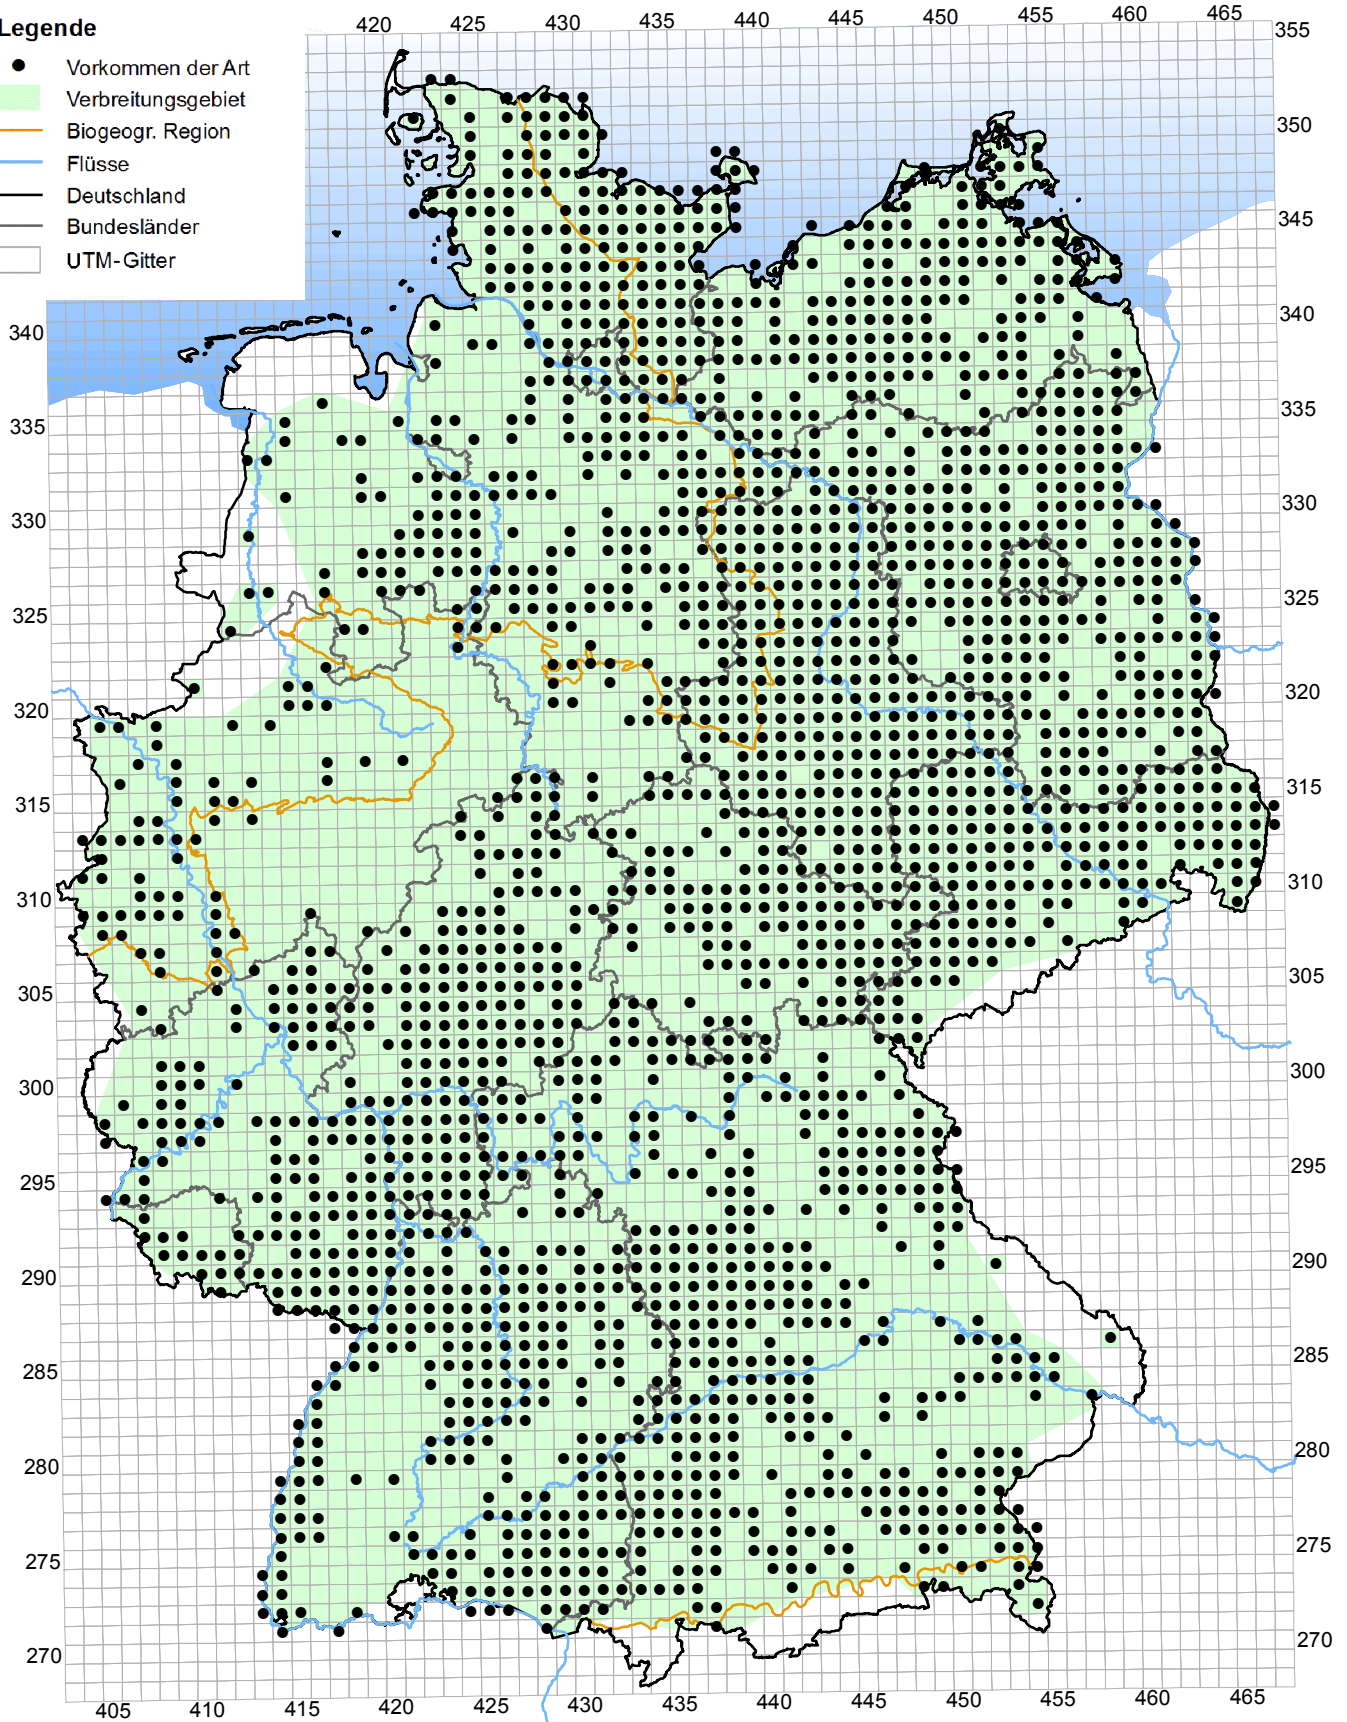 Legende
Vorkommen der Art
Verbreitungsgebiet
Biogeogr. Region
Flüsse
Deutschland
Bundesländer
UTM-Gitter
420 425 430 435 440 445 450 455 460 465
355
350
345
340 340
335 335
330 330
325 325
320 320
315 315
310 310
305 305
300 300
295 295
290 290
285 285
280 280
275 275
270 270
405 410 415 420 425 430 435 440 445 450 455 460 465